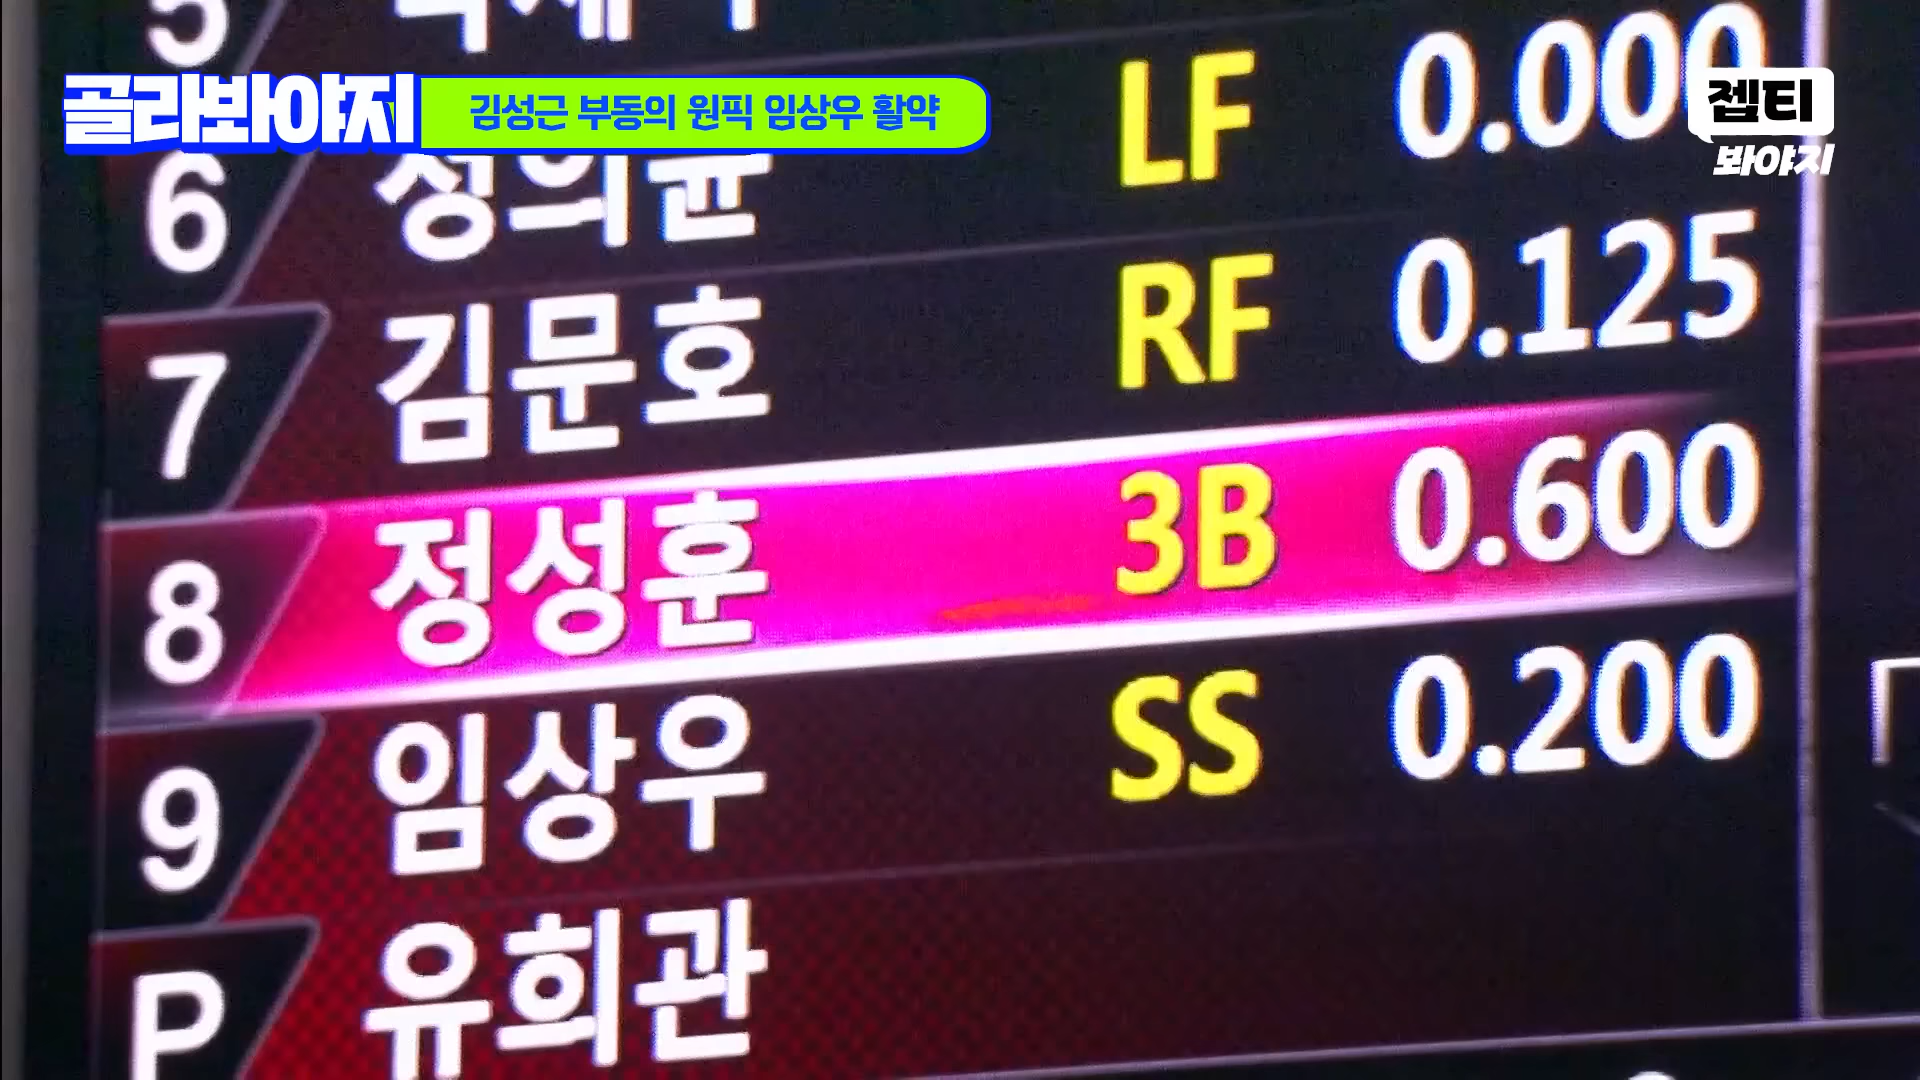 5
골라봐야지 김성근 부동의 원픽 임상우 활약
젭티
봐야지
6 정의윤 LF 0.000
7 김문호 RF 0.125
8 정성훈 3B 0.600
9 임상우 SS 0.200
P 유희관